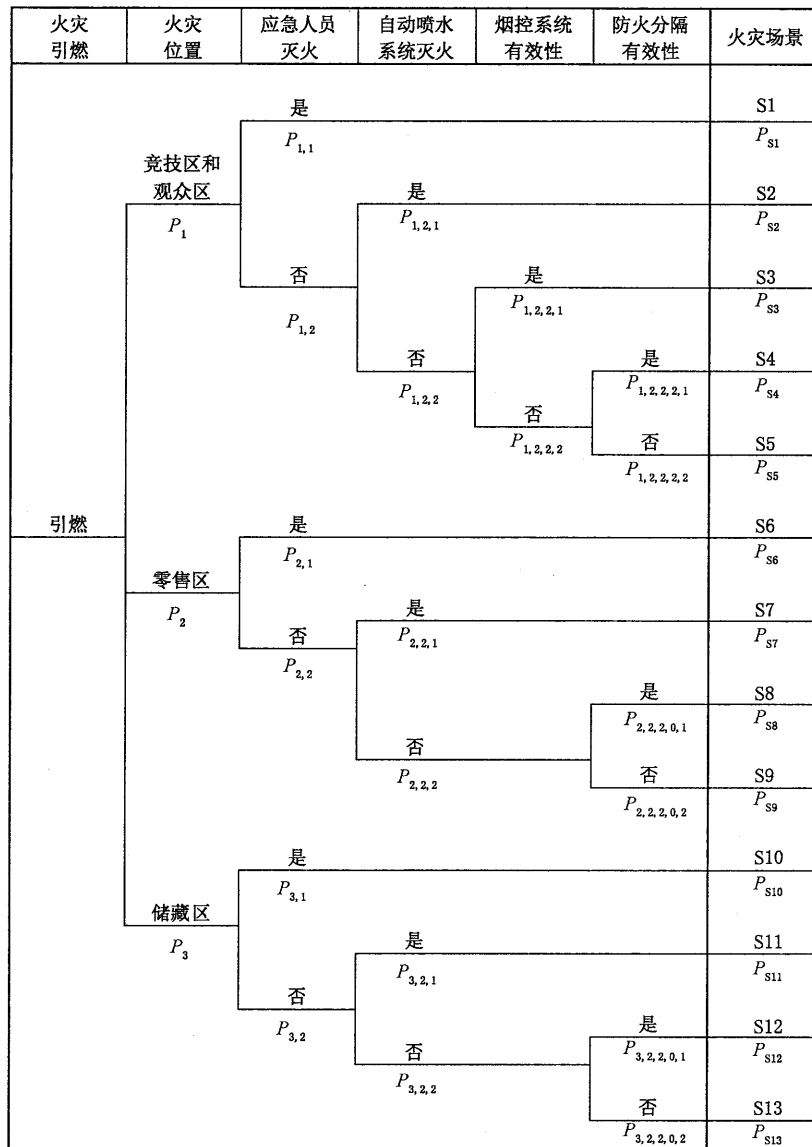 火灾 火灾 应急人员 自动喷水 烟控系统 防火分隔 火灾场景
引燃 位置 灭火 系统灭火 有效性 有效性
是 S1
P1,1 PS1
竞技区和
观众区 是 S2
P1 P1,2,1 PS2
否 是 S3
P1,2 P1,2,2,1 PS3
否 是 S4
P1,2,2 P1,2,2,2,1 PS4
否 否 S5
P1,2,2,2 P1,2,2,2,2 PS5
引燃 是 S6
P2,1 PS6
零售区 是 S7
P2 否 P2,2,1 PS7
P2,2 是 S8
P2,2,2,0,1 PS8
否 否 S9
P2,2,2 P2,2,2,0,2 PS9
是 S10
P3,1 PS10
储藏区 是 S11
P3 P3,2,1 PS11
否 是 S12
P3,2 否 P3,2,2,0,1 PS12
P3,2,2 否 S13
P3,2,2,0,2 PS13